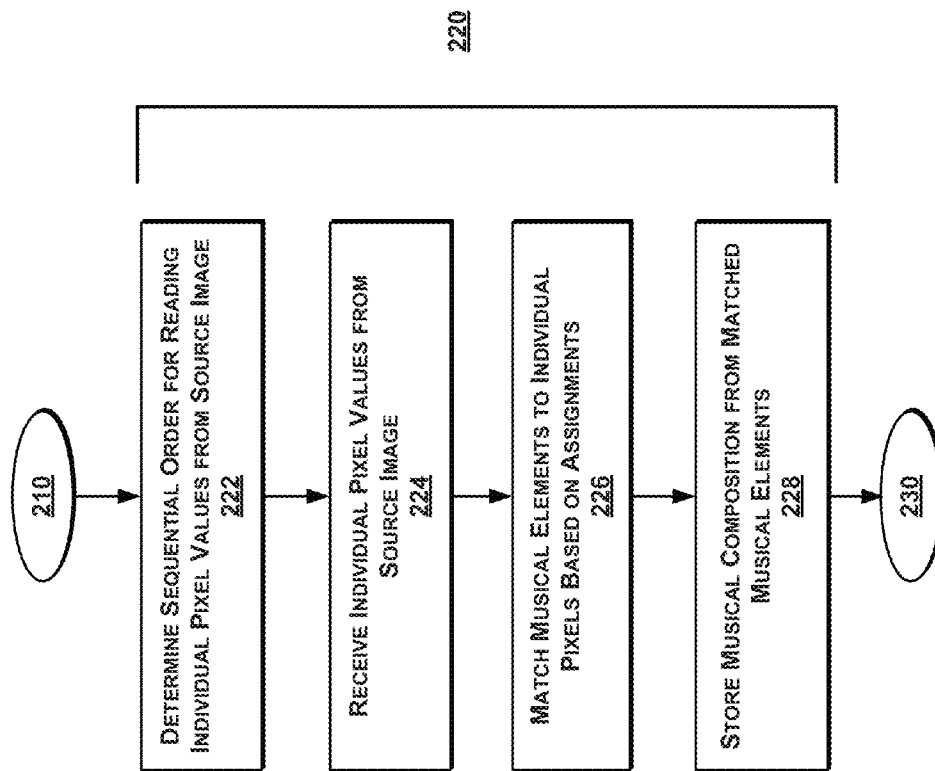 210
DETERMINE SEQUENTIAL ORDER FOR READING
INDIVIDUAL PIXEL VALUES FROM SOURCE IMAGE
222
RECEIVE INDIVIDUAL PIXEL VALUES FROM
SOURCE IMAGE
224
MATCH MUSICAL ELEMENTS TO INDIVIDUAL
PIXELS BASED ON ASSIGNMENTS
226
STORE MUSICAL COMPOSITION FROM MATCHED
MUSICAL ELEMENTS
228
230
220